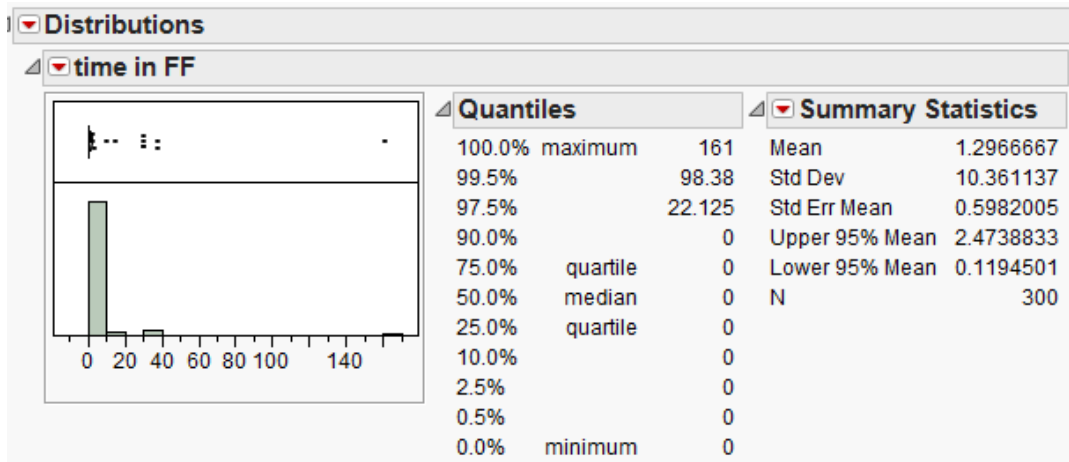 Distributions
time in FF
0 20 40 60 80 100 140
Quantiles
100.0% maximum 161
99.5% 98.38
97.5% 22.125
90.0% 0
75.0% quartile 0
50.0% median 0
25.0% quartile 0
10.0% 0
2.5% 0
0.5% 0
0.0% minimum 0
Summary Statistics
Mean 1.2966667
Std Dev 10.361137
Std Err Mean 0.5982005
Upper 95% Mean 2.4738833
Lower 95% Mean 0.1194501
N 300